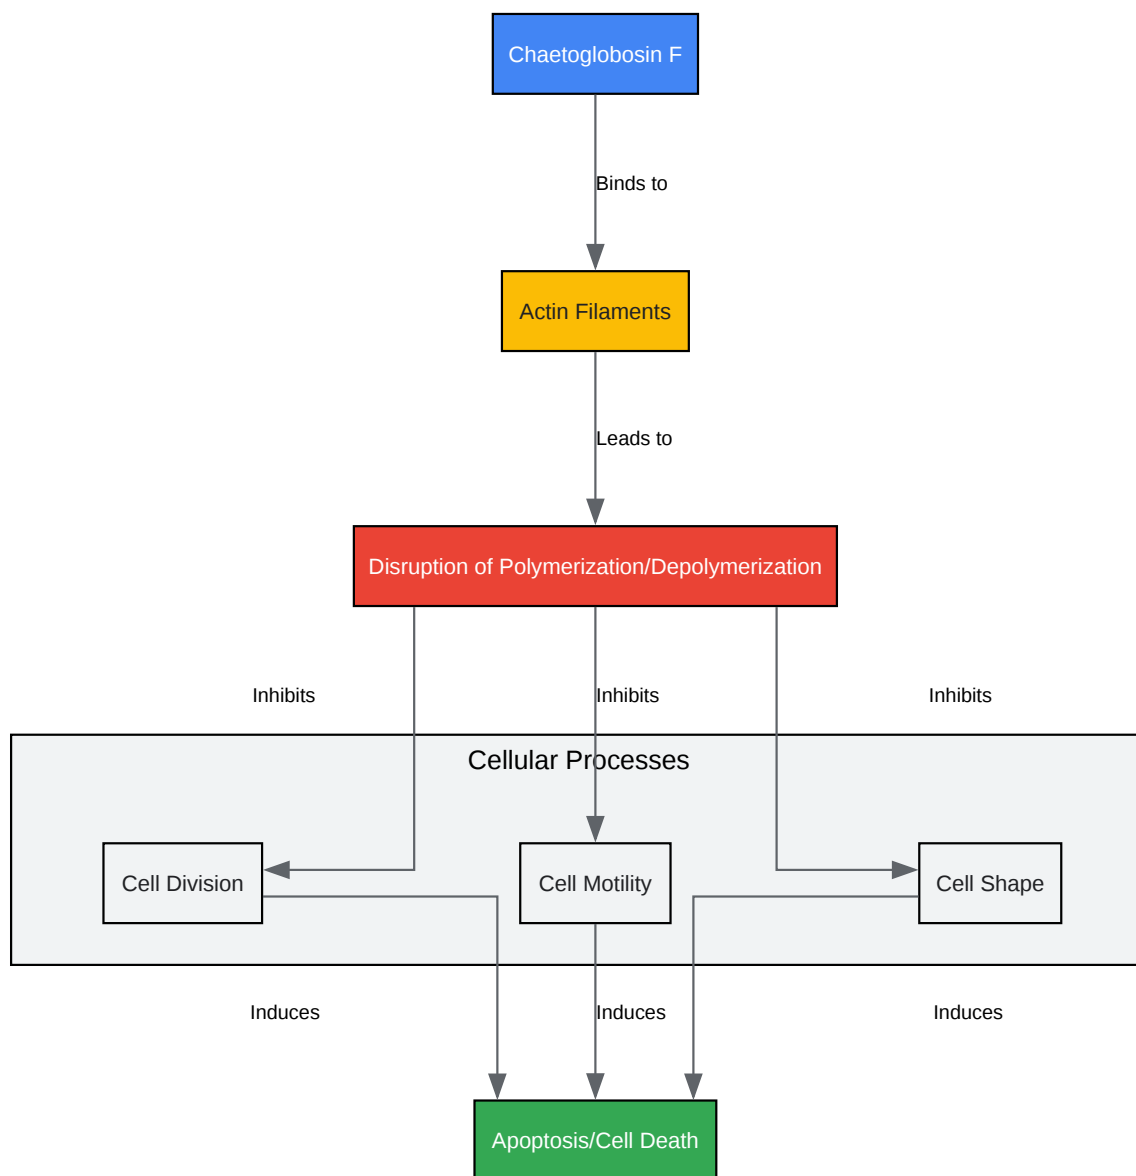 Chaetoglobosin F
Binds to
Actin Filaments
Leads to
Disruption of Polymerization/Depolymerization
Inhibits
Inhibits
Inhibits
Cellular Processes
Cell Division
Cell Motility
Cell Shape
Induces
Induces
Induces
Apoptosis/Cell Death